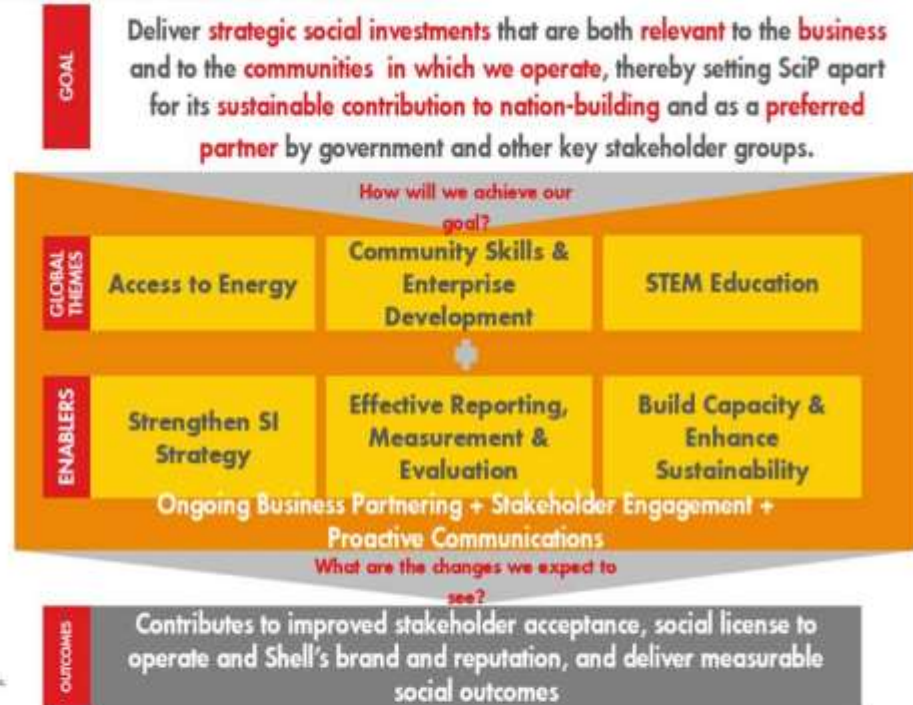 GOAL
Deliver strategic social investments that are both relevant to the business
and to the communities in which we operate, thereby setting SciP apart
for its sustainable contribution to nation-building and as a preferred
partner by government and other key stakeholder groups.
How will we achieve our
goal?
GLOBAL
THEMES
Access to Energy
Community Skills &
Enterprise
Development
STEM Education
ENABLERS
Strengthen SI
Strategy
Effective Reporting,
Measurement &
Evaluation
Build Capacity &
Enhance
Sustainability
Ongoing Business Partnering + Stakeholder Engagement +
Proactive Communications
What are the changes we expect to
see?
OUTCOMES
Contributes to improved stakeholder acceptance, social license to
operate and Shell's brand and reputation, and deliver measurable
social outcomes